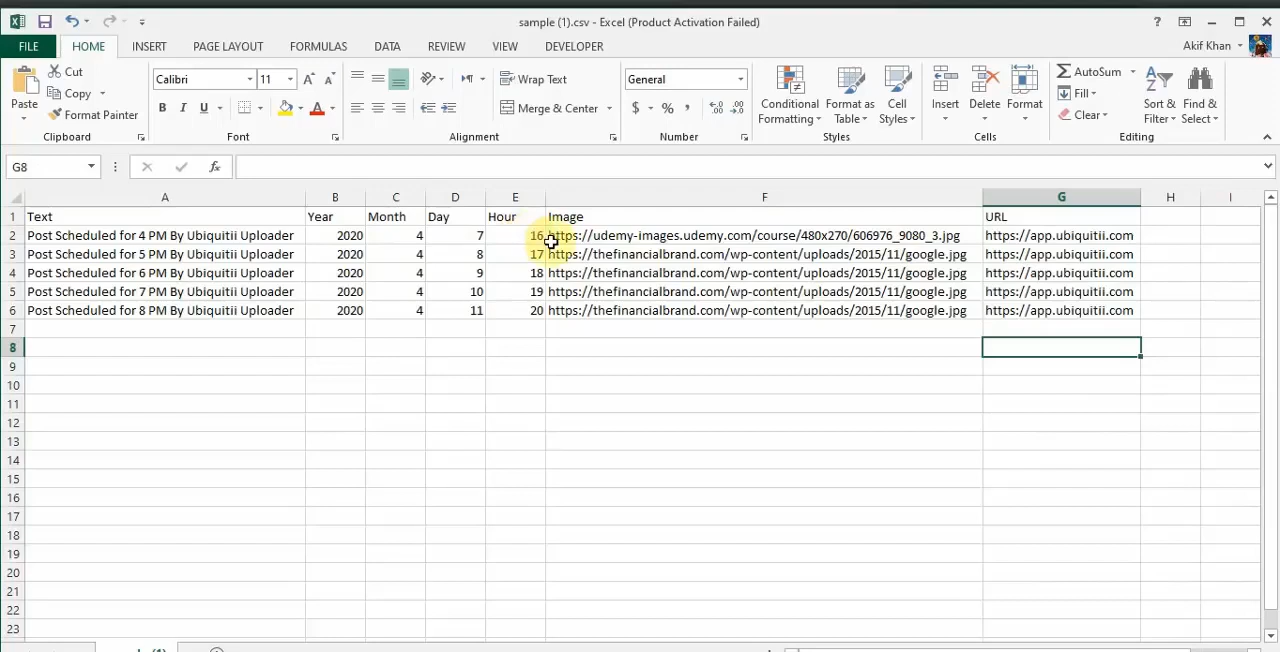 sample (1).csv - Excel (Product Activation Failed)
FILE HOME INSERT PAGE LAYOUT FORMULAS DATA REVIEW VIEW DEVELOPER Akif Khan
Paste Cut Copy Format Painter
Calibri 11
B I U A
Wrap Text
Merge & Center
General
$ % ,
Conditional Formatting Format as Table Cell Styles
Insert Delete Format
AutoSum Fill Clear
Sort & Filter Find & Select
Clipboard Font Alignment Number Styles Cells Editing
G8 fx
A B C D E F G H I
1 Text Year Month Day Hour Image URL
2 Post Scheduled for 4 PM By Ubiquitii Uploader 2020 4 7 16 https://udemy-images.udemy.com/course/480x270/606976_9080_3.jpg https://app.ubiquitii.com
3 Post Scheduled for 5 PM By Ubiquitii Uploader 2020 4 8 17 https://thefinancialbrand.com/wp-content/uploads/2015/11/google.jpg https://app.ubiquitii.com
4 Post Scheduled for 6 PM By Ubiquitii Uploader 2020 4 9 18 https://thefinancialbrand.com/wp-content/uploads/2015/11/google.jpg https://app.ubiquitii.com
5 Post Scheduled for 7 PM By Ubiquitii Uploader 2020 4 10 19 https://thefinancialbrand.com/wp-content/uploads/2015/11/google.jpg https://app.ubiquitii.com
6 Post Scheduled for 8 PM By Ubiquitii Uploader 2020 4 11 20 https://thefinancialbrand.com/wp-content/uploads/2015/11/google.jpg https://app.ubiquitii.com
7
8
9
10
11
12
13
14
15
16
17
18
19
20
21
22
23